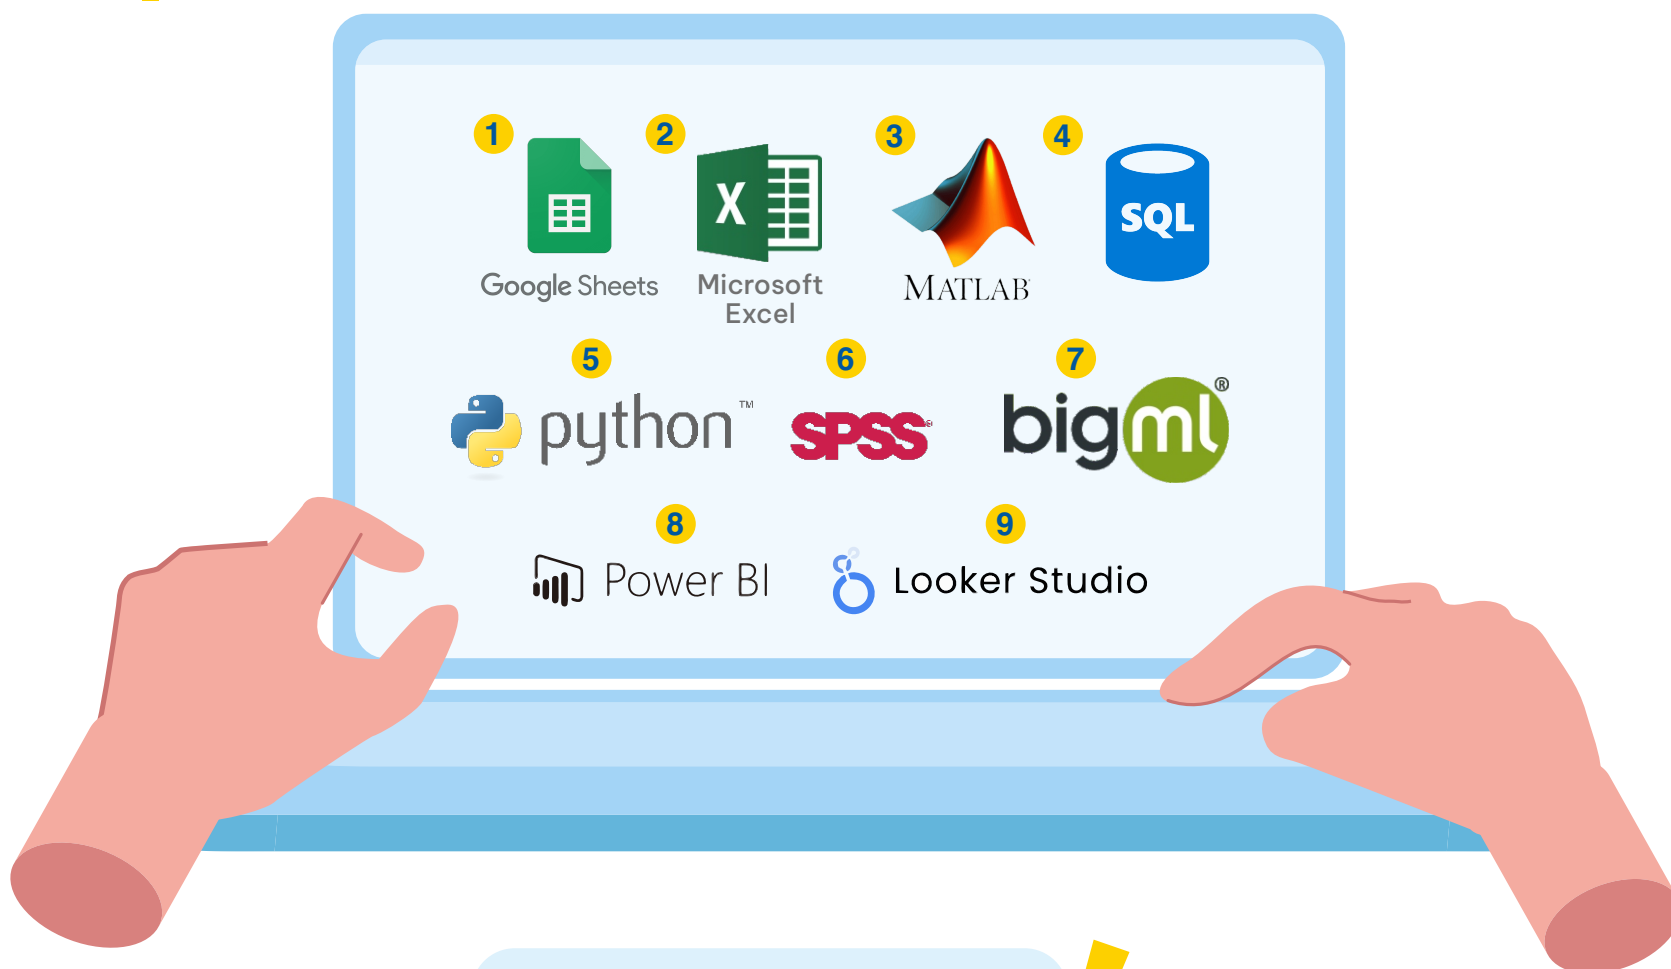 1
2
3
4
SQL
X
Google Sheets
Microsoft
Excel
MATLAB
5
6
7
python™
SPSS®
bigml®
8
9
Power BI
Looker Studio